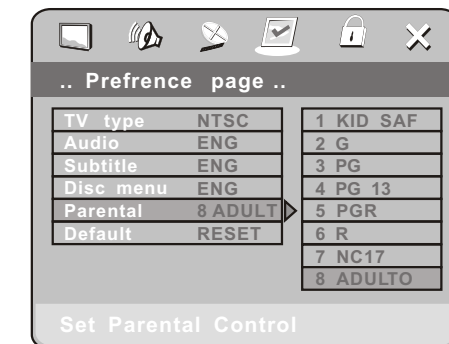 .. Prefrence page ..
TV type NTSC
Audio ENG
Subtitle ENG
Disc menu ENG
Parental 8 ADULT
Default RESET
1 KID SAF
2 G
3 PG
4 PG 13
5 PGR
6 R
7 NC17
8 ADULTO
Set Parental Control